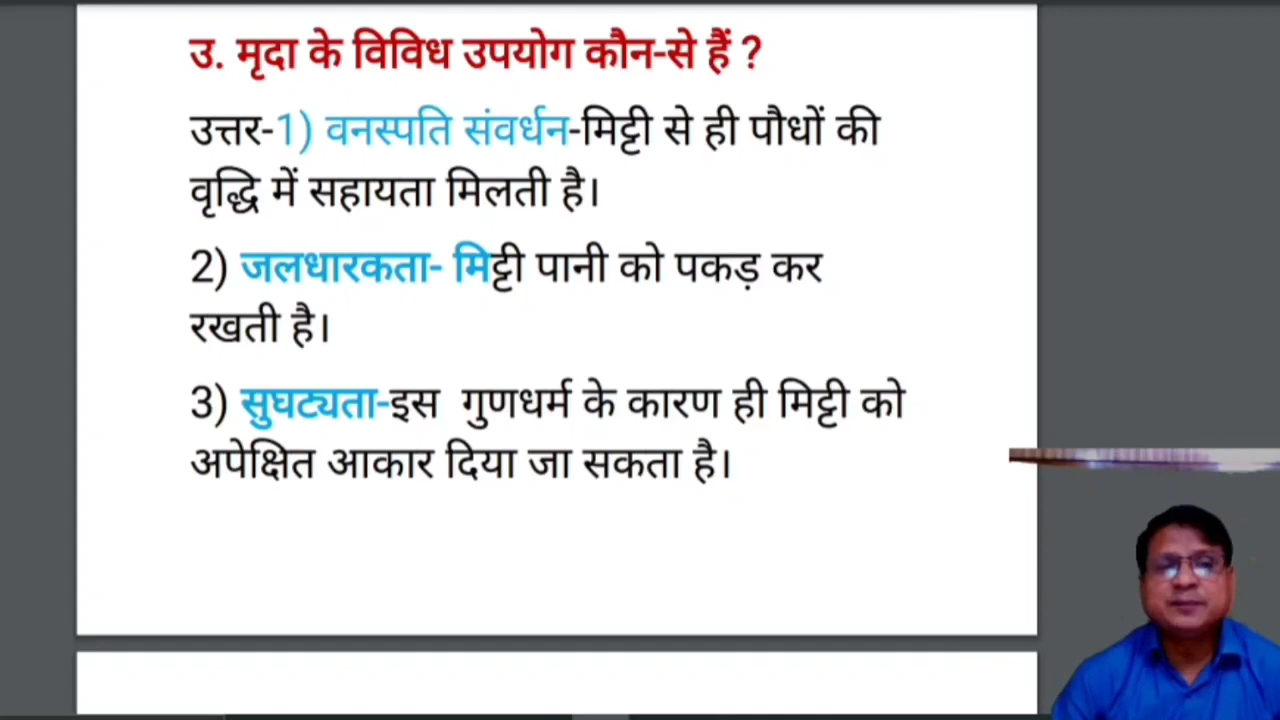 उ. मृदा के विविध उपयोग कौन-से हैं ?
उत्तर-1) वनस्पति संवर्धन-मिट्टी से ही पौधों की
वृद्धि में सहायता मिलती है।
2) जलधारकता- मिट्टी पानी को पकड़ कर
रखती है।
3) सुघट्यता-इस गुणधर्म के कारण ही मिट्टी को
अपेक्षित आकार दिया जा सकता है।